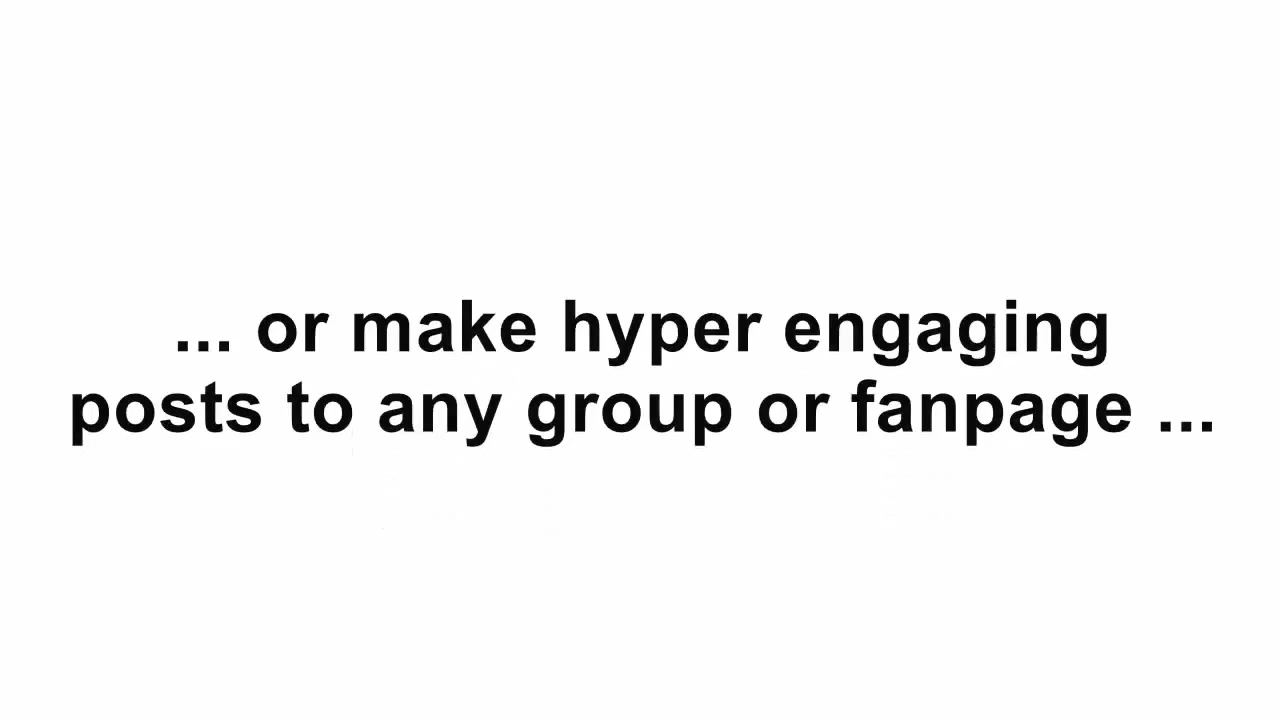 ... or make hyper engaging
posts to any group or fanpage ...